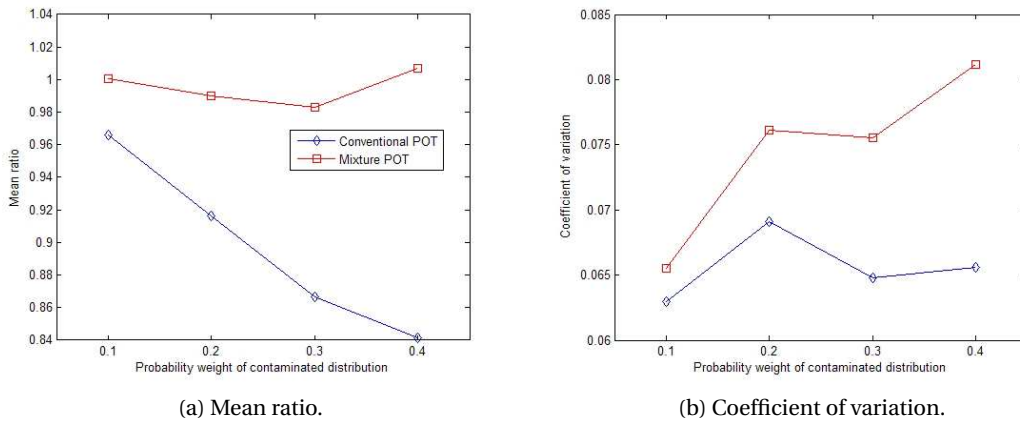 1.04
1.02
1
0.98
0.96
0.94
0.92
0.9
0.88
0.86
0.84
Mean ratio
Conventional POT
Mixture POT
0.1 0.2 0.3 0.4
Probability weight of contaminated distribution
(a) Mean ratio.
0.085
0.08
0.075
0.07
0.065
0.06
Coefficient of variation
0.1 0.2 0.3 0.4
Probability weight of contaminated distribution
(b) Coefficient of variation.